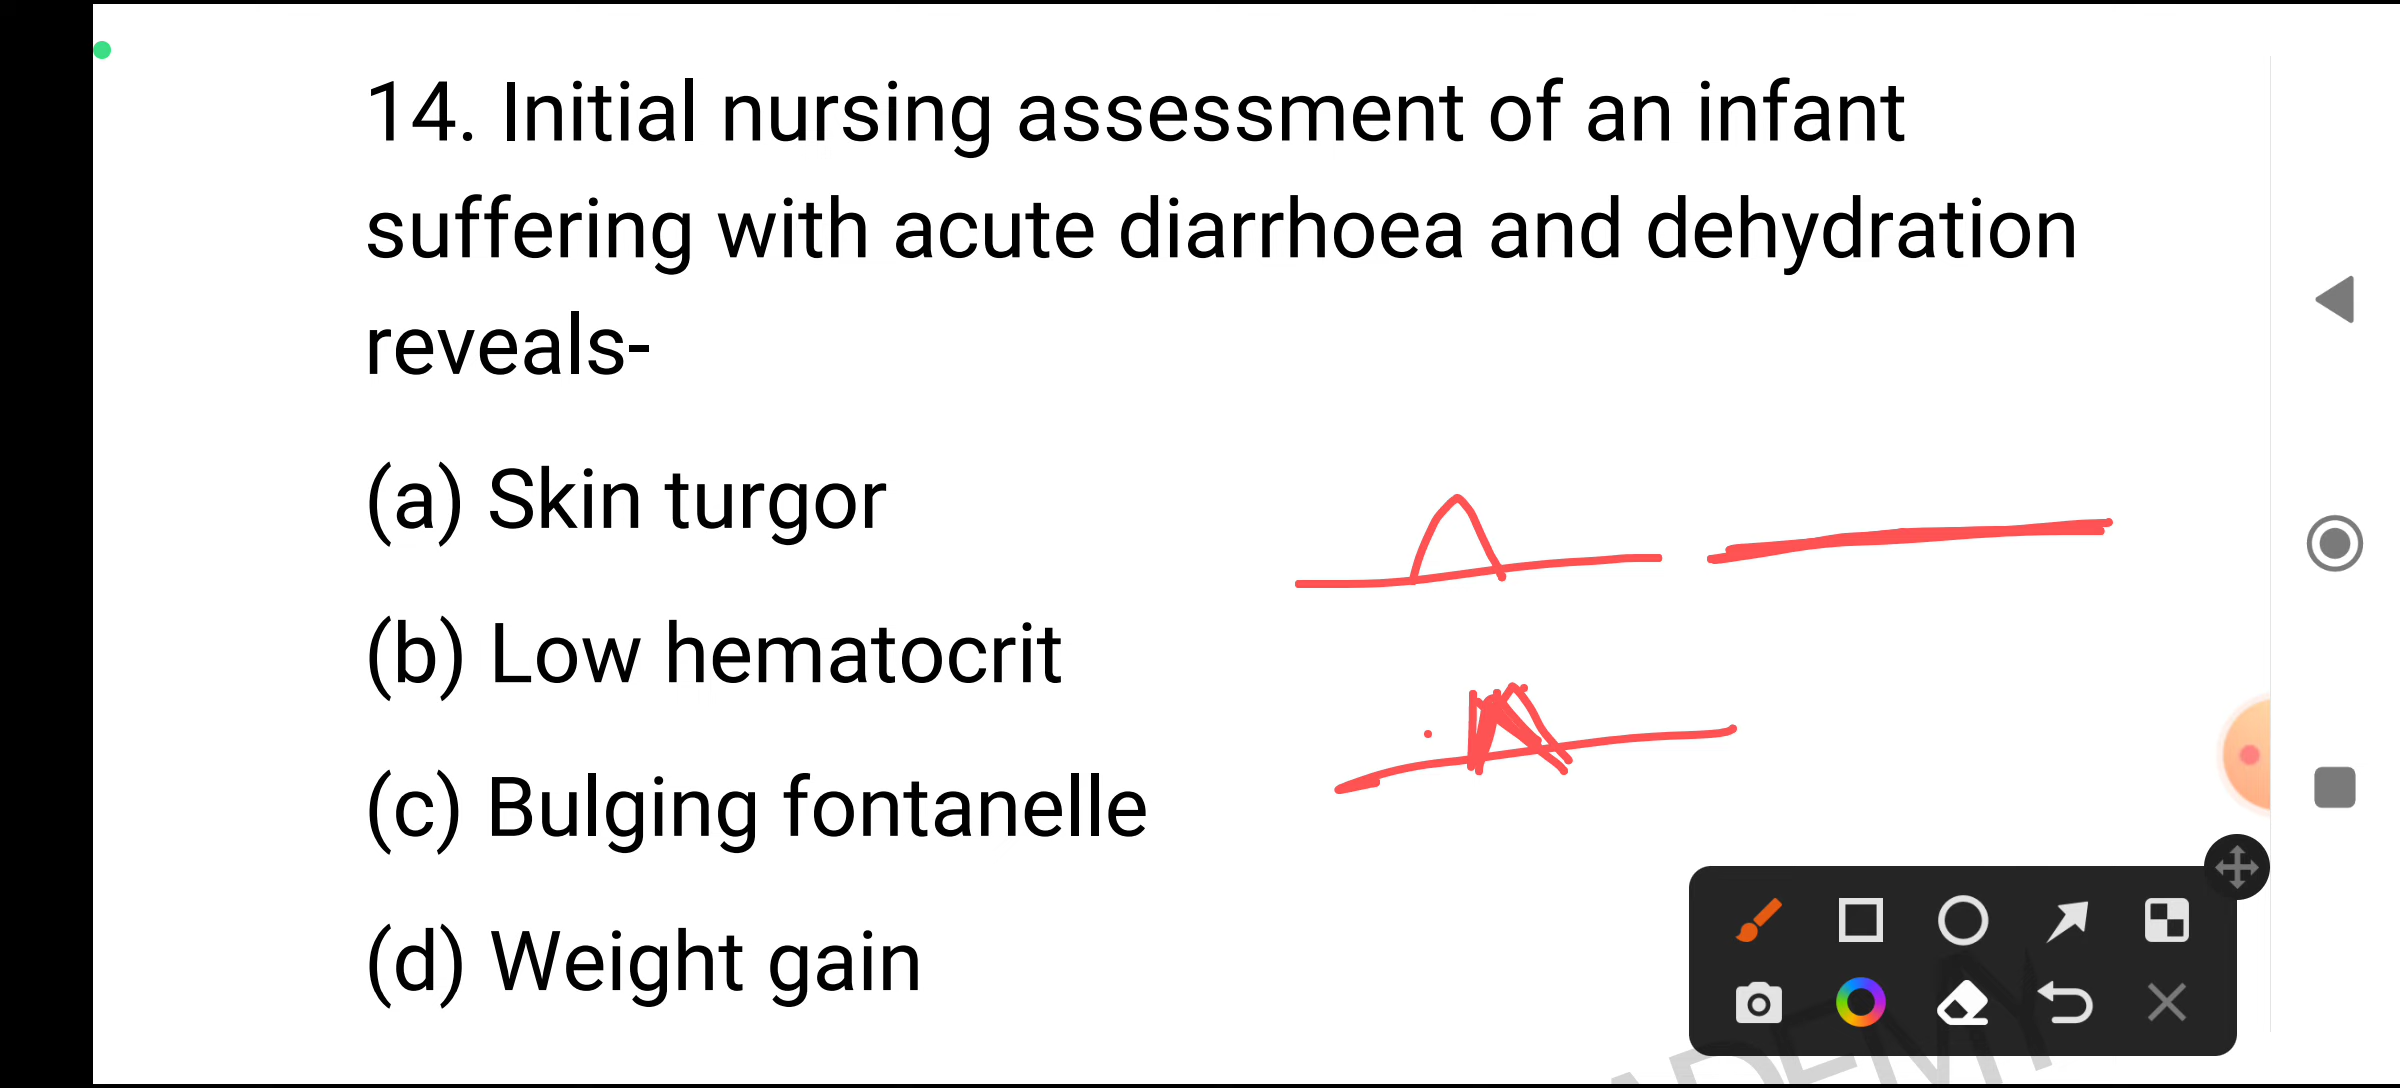 14. Initial nursing assessment of an infant
suffering with acute diarrhoea and dehydration
reveals-
(a) Skin turgor
(b) Low hematocrit
(c) Bulging fontanelle
(d) Weight gain